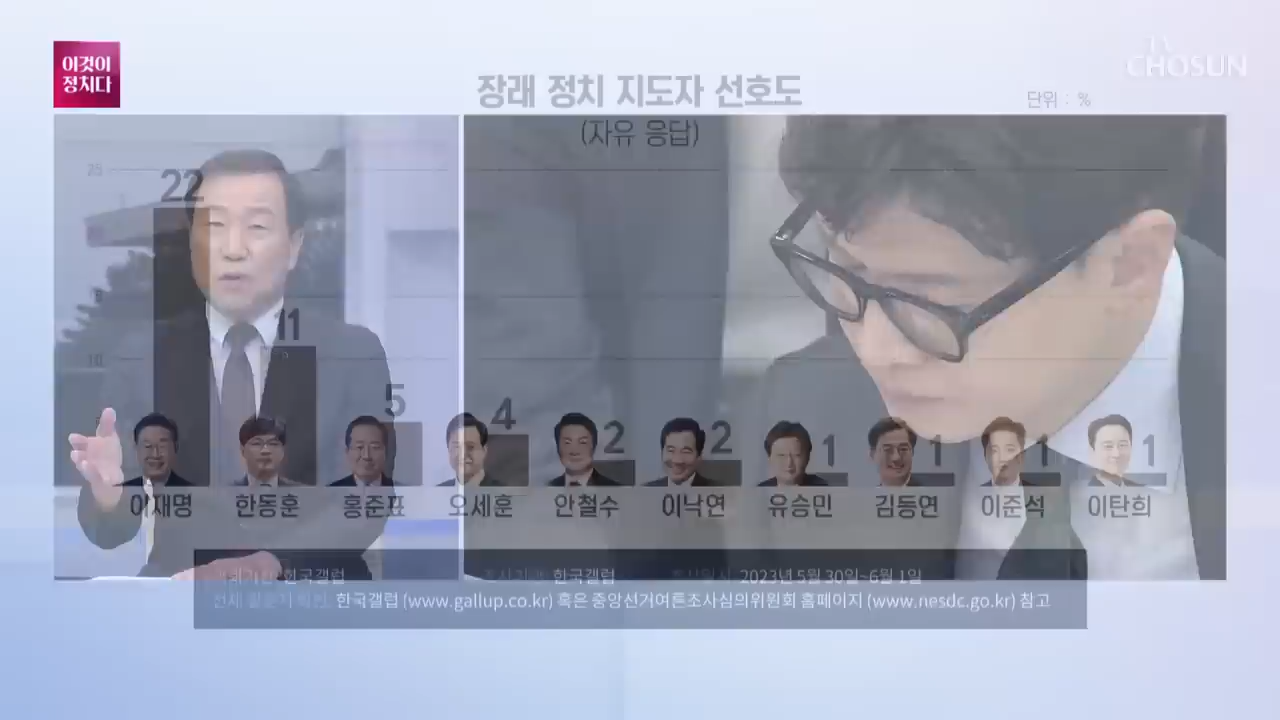 이것이
정치다
TV
CHOSUN
장래 정치 지도자 선호도
단위 : %
(자유 응답)
25
22
11
10
5
4
2
2
1
1
1
1
이재명 한동훈 홍준표 오세훈 안철수 이낙연 유승민 김동연 이준석 이탄희
한국갤럽 한국갤럽 2023년 5월 30일~6월 1일
한국갤럽 (www.gallup.co.kr) 혹은 중앙선거여론조사심의위원회 홈페이지 (www.nesdc.go.kr) 참고